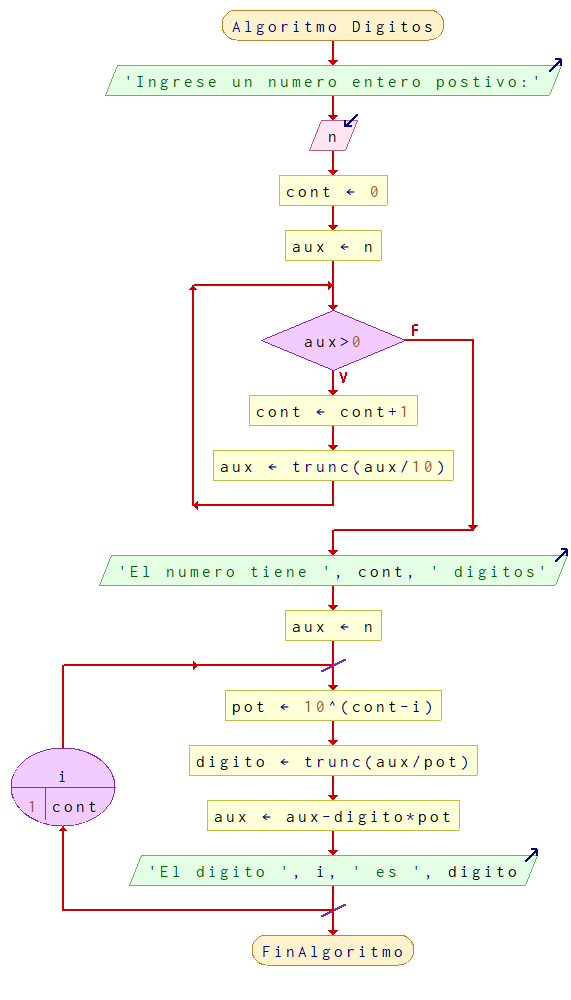 Algoritmo Digitos
'Ingrese un numero entero postivo:'
n
cont ← 0
aux ← n
aux>0
F
V
cont ← cont+1
aux ← trunc(aux/10)
'El numero tiene ', cont, ' digitos'
aux ← n
pot ← 10^(cont-i)
digito ← trunc(aux/pot)
i
1 cont
aux ← aux-digito*pot
'El digito ', i, ' es ', digito
FinAlgoritmo